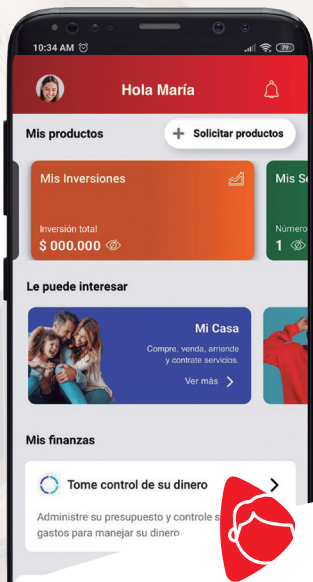 10:34 AM
79
Hola María
Mis productos
+ Solicitar productos
Mis Inversiones
Mis S
Inversión total
Número
$ 000.000
1
Le puede interesar
Mi Casa
Compre, venda, arriende
y contrate servicios.
Ver más
Mis finanzas
Tome control de su dinero
Administre su presupuesto y controle s
gastos para manejar su dinero